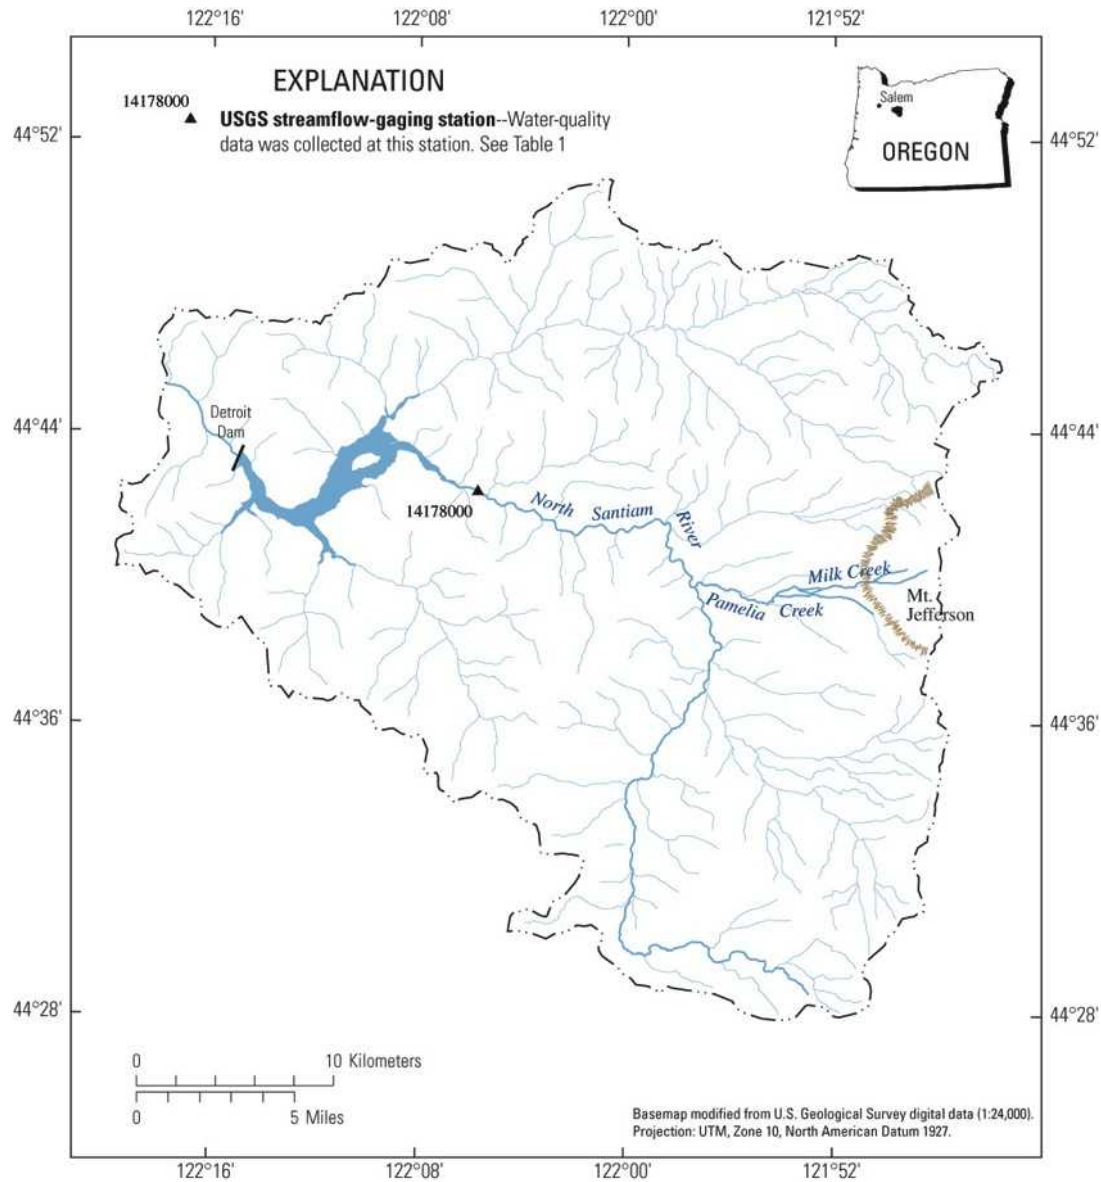 122°16' 122°08' 122°00' 121°52'
EXPLANATION
14178000
USGS streamflow-gaging station--Water-quality
data was collected at this station. See Table 1
Salem
OREGON
44°52' 44°52'
Detroit
Dam
44°44' 44°44'
14178000
North Santiam River
Milk Creek
Pamelia Creek
Mt.
Jefferson
44°36' 44°36'
44°28' 44°28'
0 10 Kilometers
0 5 Miles
Basemap modified from U.S. Geological Survey digital data (1:24,000).
Projection: UTM, Zone 10, North American Datum 1927.
122°16' 122°08' 122°00' 121°52'